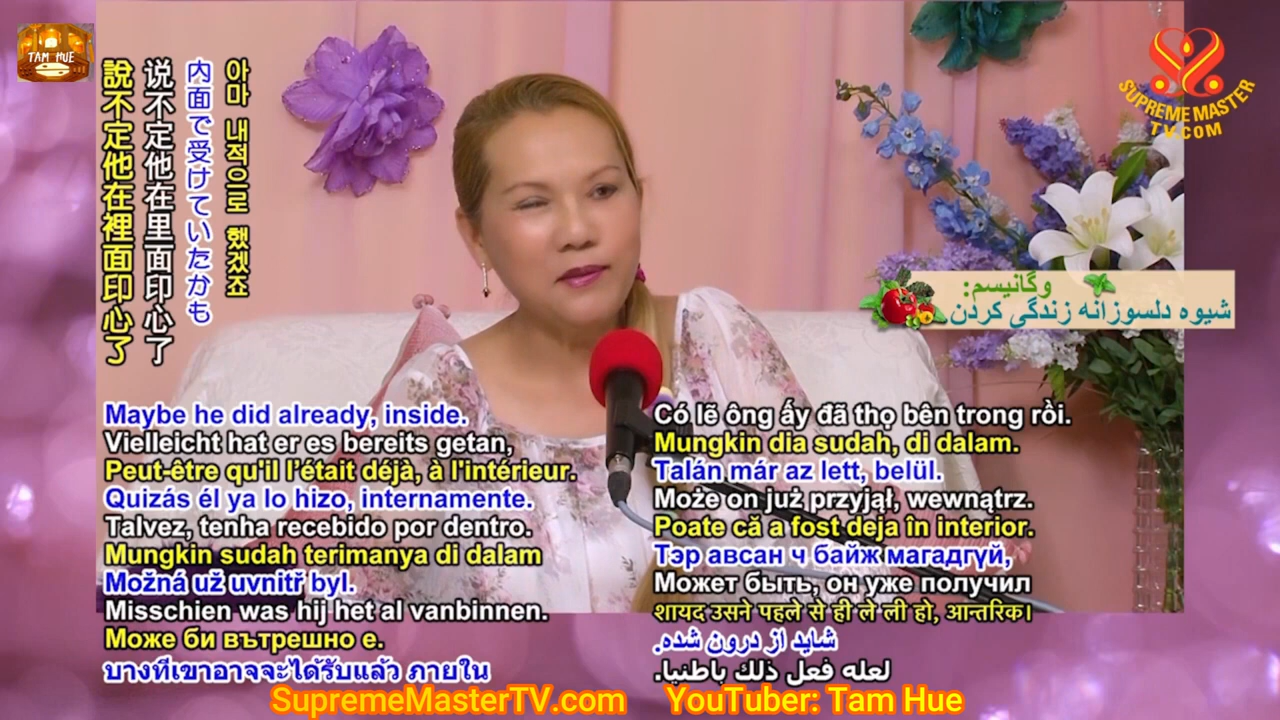 TAM HUE
SUPREME MASTER
TV.COM
說不定他在裡面印心了
说不定他在里面印心了
内面で受けていたかも
아마 내적으로 했겠죠
وگانیسم:
شیوه دلسوزانه زندگی کردن
Maybe he did already, inside.
Vielleicht hat er es bereits getan,
Peut-être qu'il l'était déjà, à l'intérieur.
Quizás él ya lo hizo, internamente.
Talvez, tenha recebido por dentro.
Mungkin sudah terimanya di dalam
Možná už uvnitř byl.
Misschien was hij het al vanbinnen.
Може би вътрешно е.
บางทีเขาอาจจะได้รับแล้ว ภายใน
Có lẽ ông ấy đã thọ bên trong rồi.
Mungkin dia sudah, di dalam.
Talán már az lett, belül.
Może on już przyjął, wewnątrz.
Poate că a fost deja în interior.
Тэр авсан ч байж магадгүй,
Может быть, он уже получил
शायद उसने पहले से ही ले ली हो, आन्तरिक।
شاید از درون شده.
لعله فعل ذلك باطنيا.
SupremeMasterTV.com YouTuber: Tam Hue